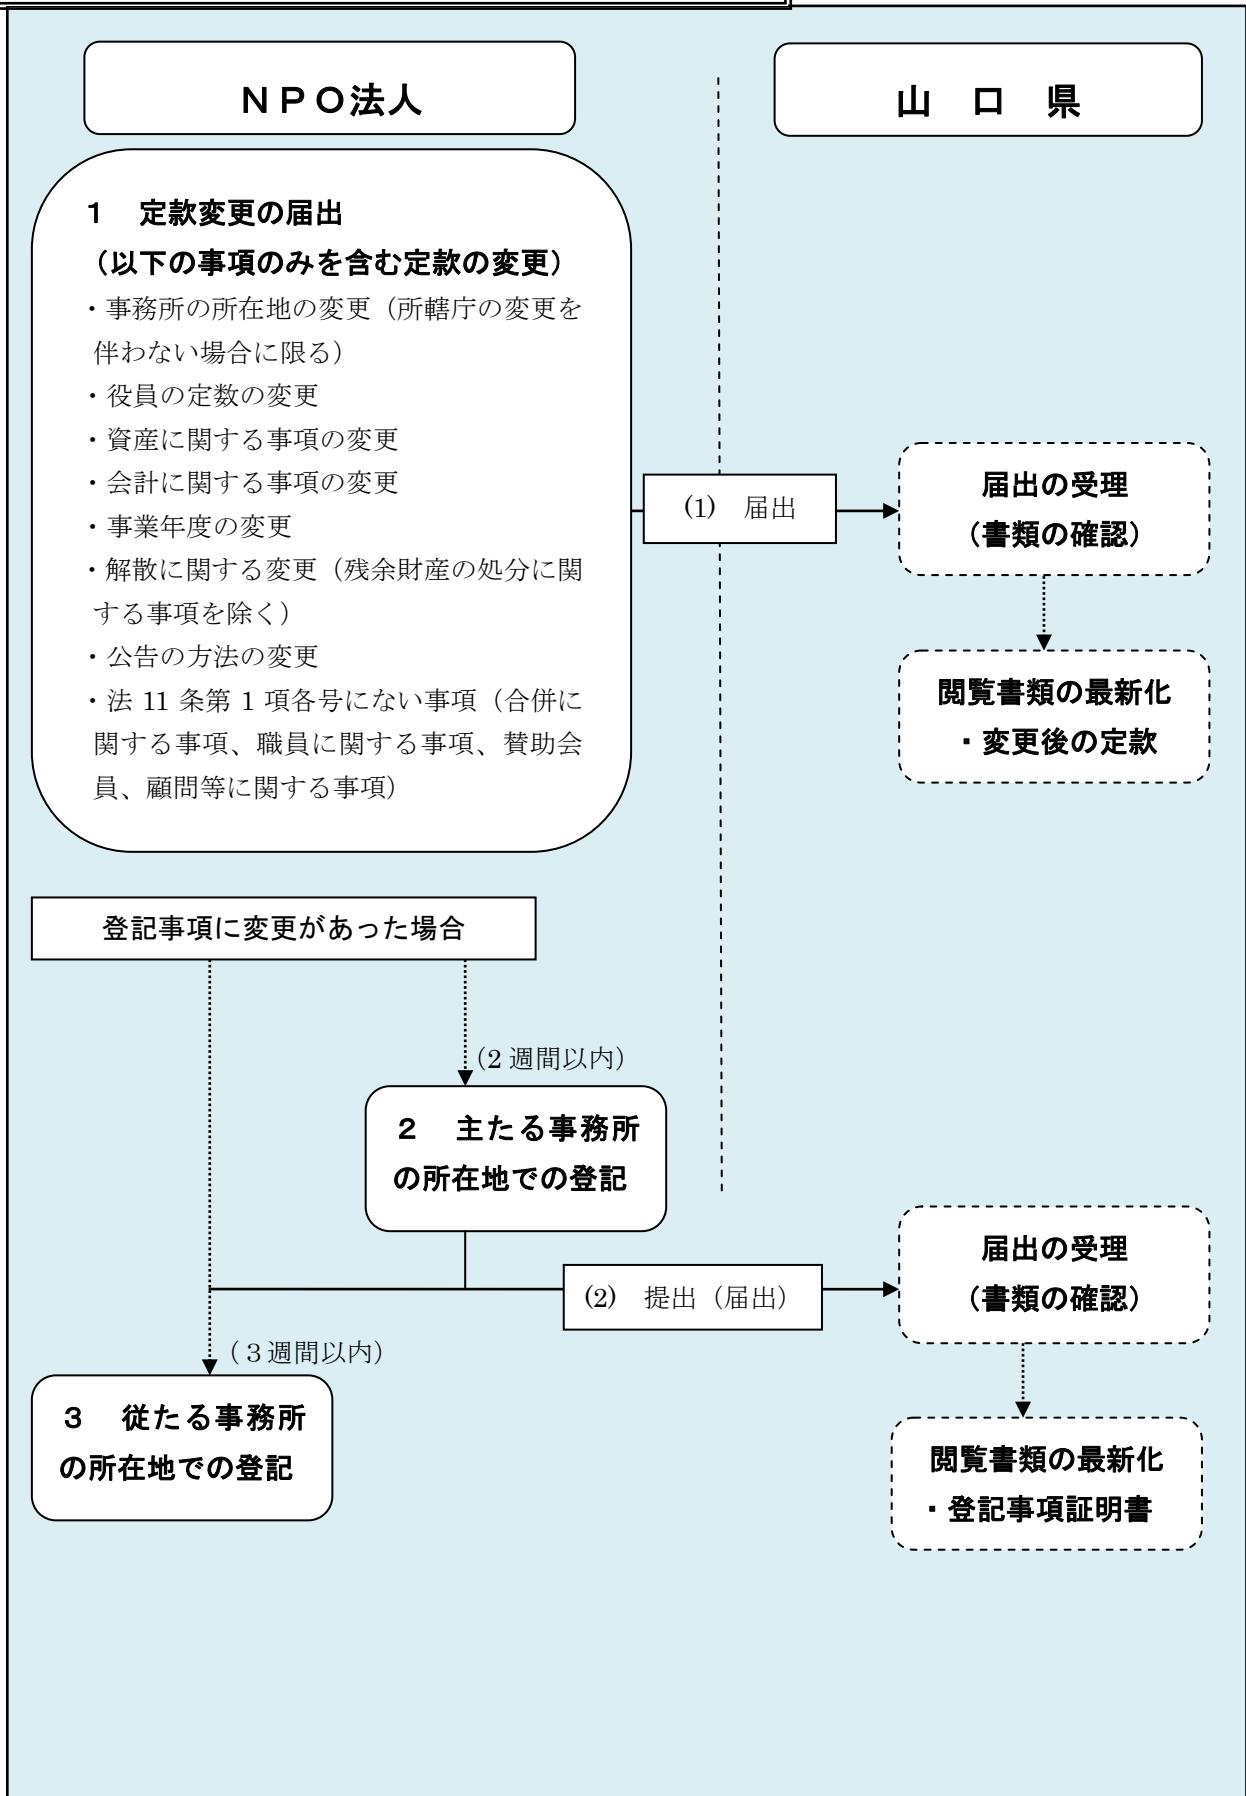 ＮＰＯ法人
山　口　県
１　定款変更の届出
（以下の事項のみを含む定款の変更）
・事務所の所在地の変更（所轄庁の変更を
伴わない場合に限る）
・役員の定数の変更
・資産に関する事項の変更
・会計に関する事項の変更
・事業年度の変更
・解散に関する変更（残余財産の処分に関
する事項を除く）
・公告の方法の変更
・法 11 条第 1 項各号にない事項（合併に
関する事項、職員に関する事項、賛助会
員、顧問等に関する事項）
(1)　届出
届出の受理
（書類の確認）
閲覧書類の最新化
・変更後の定款
登記事項に変更があった場合
（2 週間以内）
２　主たる事務所
の所在地での登記
(2)　提出（届出）
届出の受理
（書類の確認）
（３週間以内）
３　従たる事務所
の所在地での登記
閲覧書類の最新化
・登記事項証明書